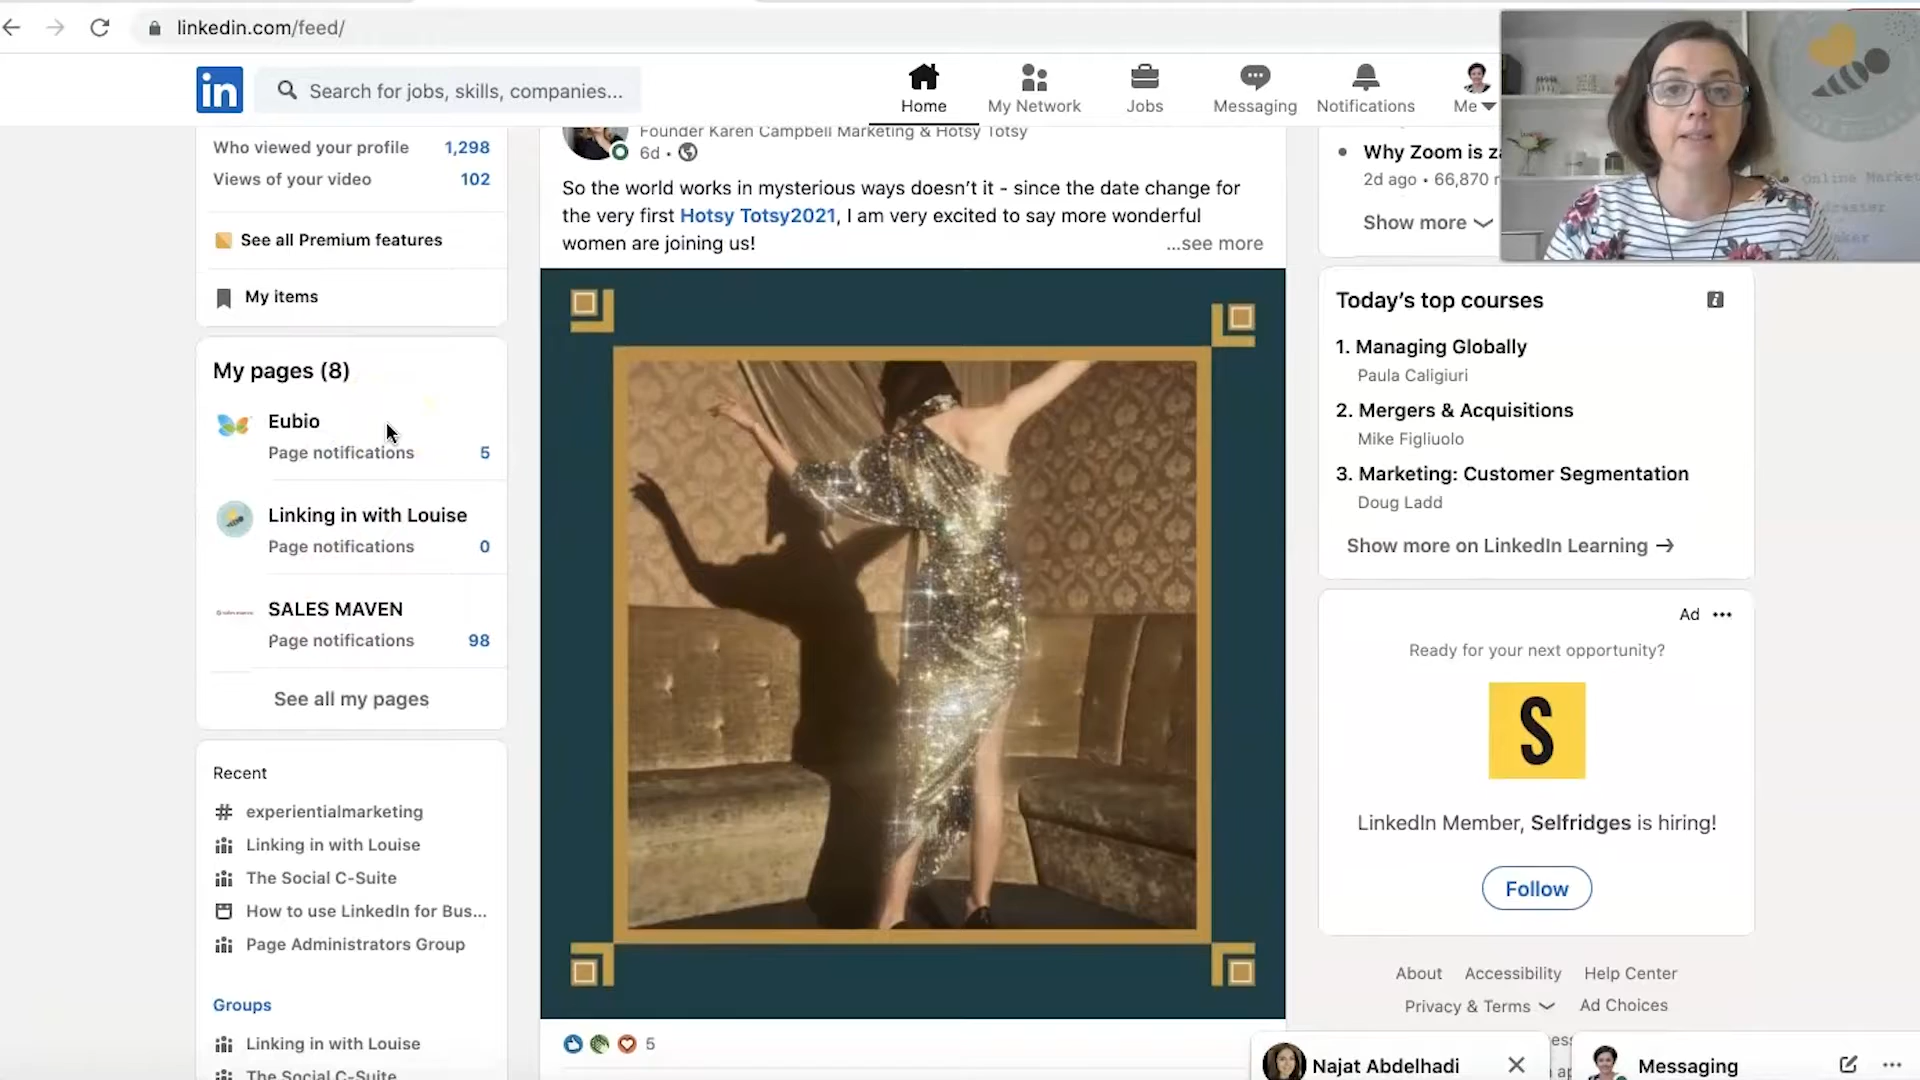 linkedin.com/feed/
in
Search for jobs, skills, companies...
Home
My Network
Jobs
Messaging
Notifications
Me
Who viewed your profile 1,298
Views of your video 102
See all Premium features
My items
My pages (8)
Eubio
Page notifications 5
Linking in with Louise
Page notifications 0
SALES MAVEN
Page notifications 98
See all my pages
Recent
# experientialmarketing
Linking in with Louise
The Social C-Suite
How to use LinkedIn for Bus...
Page Administrators Group
Groups
Linking in with Louise
The Social C-Suite
Founder Karen Campbell Marketing & Hotsy Totsy
6d •
So the world works in mysterious ways doesn't it - since the date change for
the very first Hotsy Totsy2021, I am very excited to say more wonderful
women are joining us!
...see more
5
• Why Zoom is
2d ago • 66,870
Show more
Online
Today's top courses
1. Managing Globally
Paula Caligiuri
2. Mergers & Acquisitions
Mike Figliuolo
3. Marketing: Customer Segmentation
Doug Ladd
Show more on LinkedIn Learning →
Ad •••
Ready for your next opportunity?
S
LinkedIn Member, Selfridges is hiring!
Follow
About Accessibility Help Center
Privacy & Terms Ad Choices
Najat Abdelhadi
Messaging